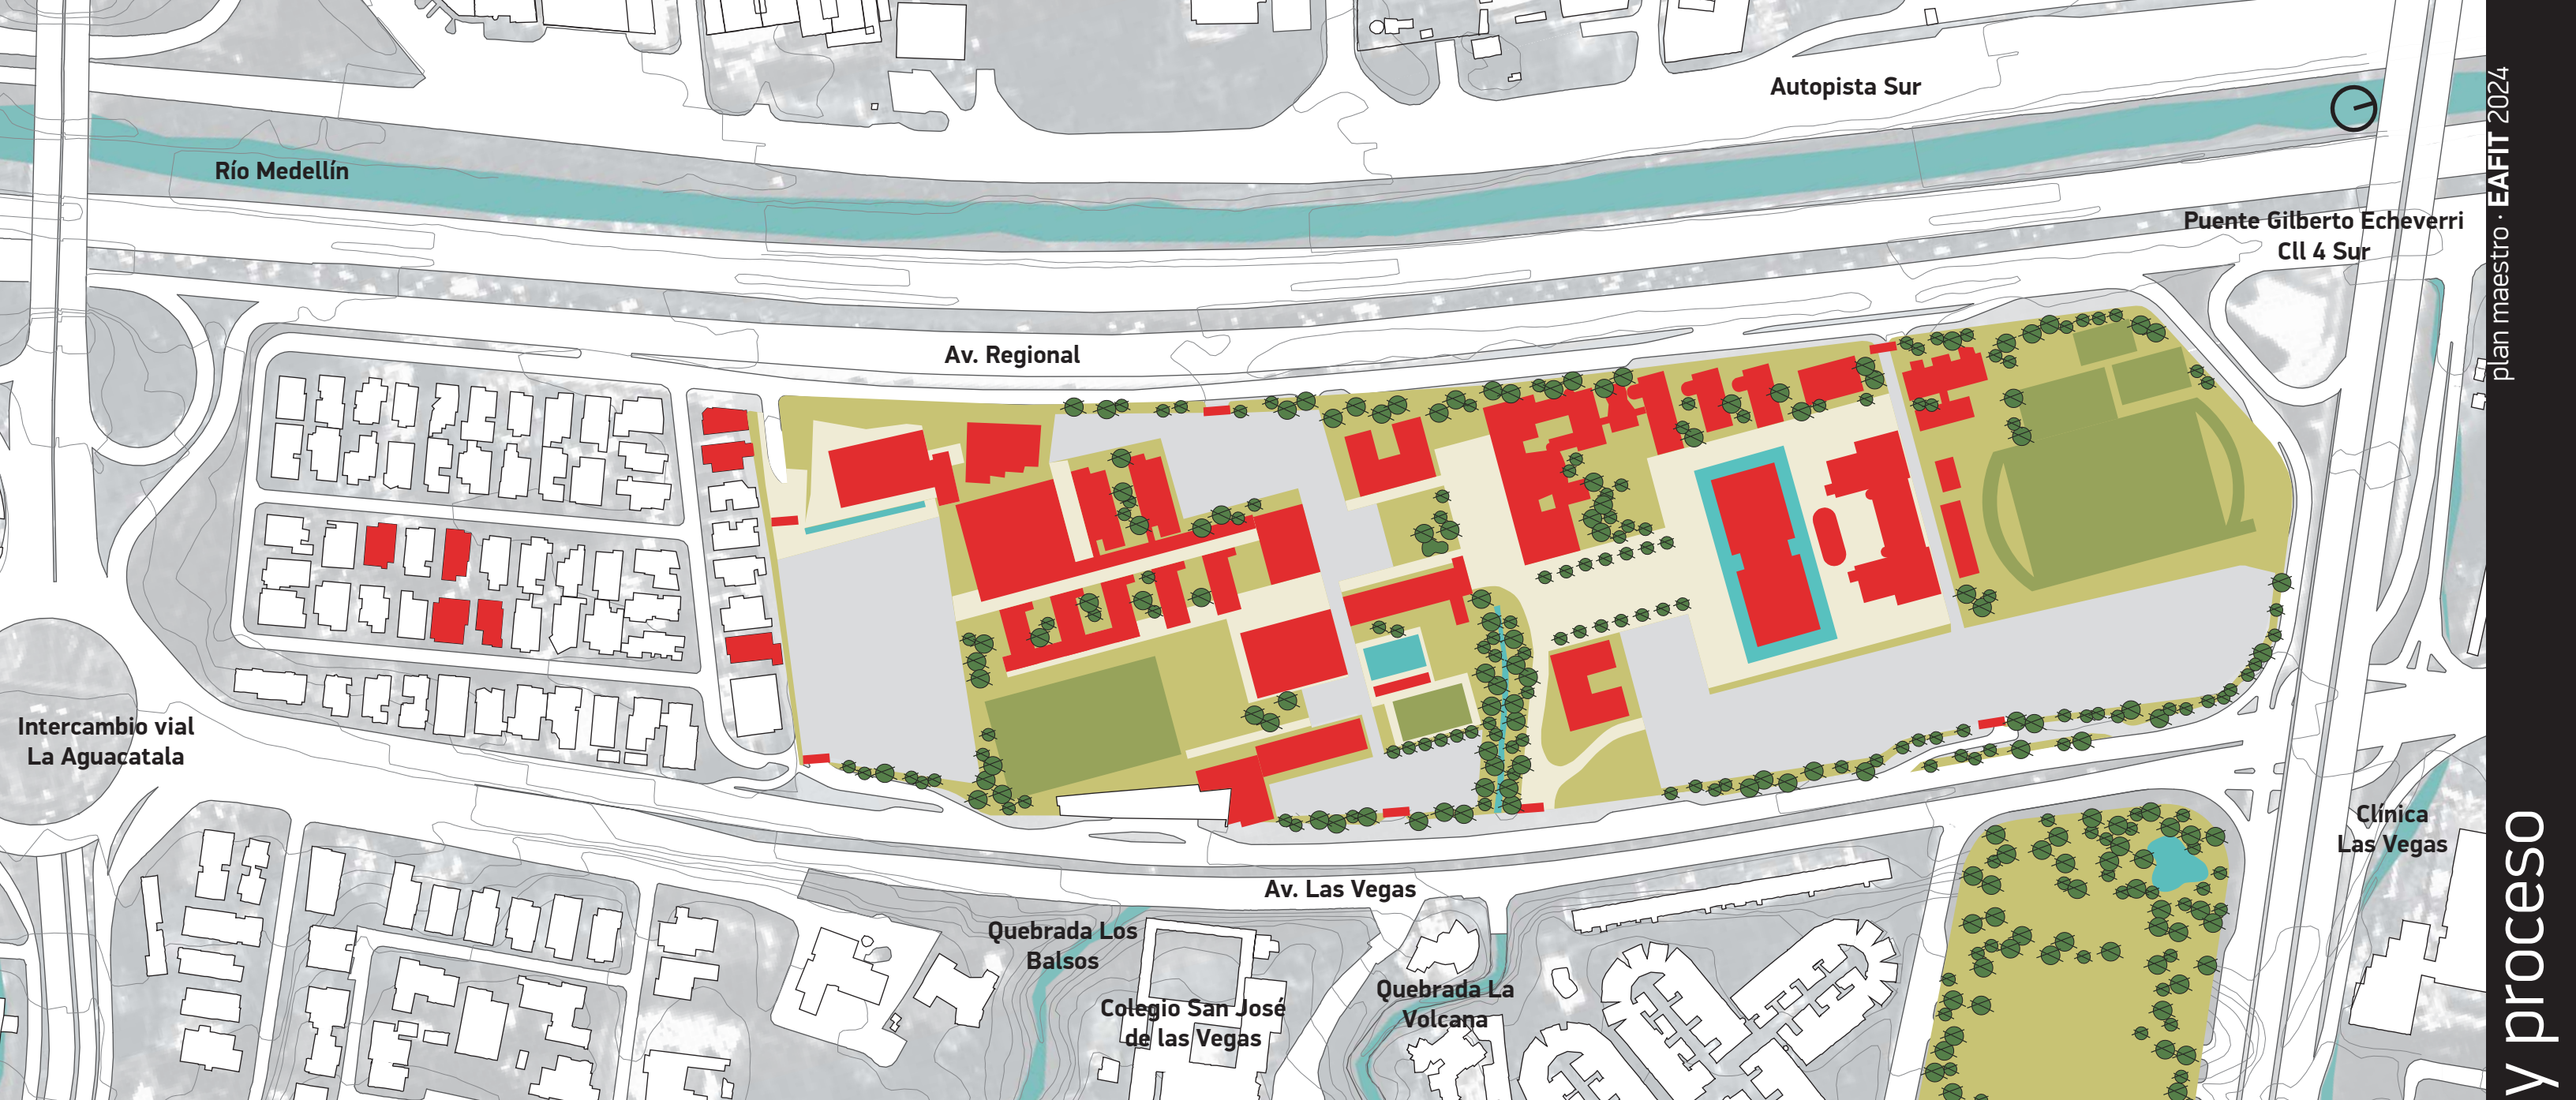 Autopista Sur
Río Medellín
Puente Gilberto Echeverri
Cll 4 Sur
Av. Regional
Intercambio vial
La Aguacatala
Clínica
Las Vegas
Av. Las Vegas
Quebrada Los
Balsos
Quebrada La
Volcana
Colegio San José
de las Vegas
plan maestro · EAFIT 2024
y proceso